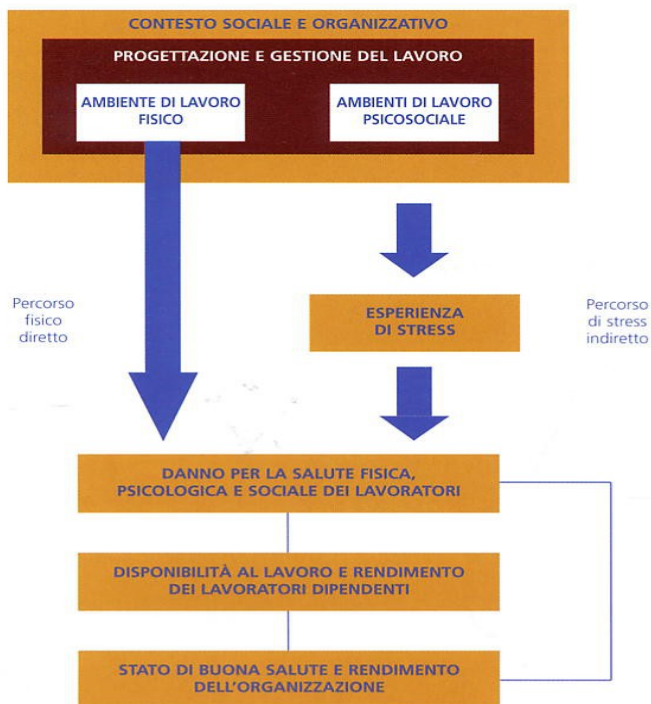 CONTESTO SOCIALE E ORGANIZZATIVO
PROGETTAZIONE E GESTIONE DEL LAVORO
AMBIENTE DI LAVORO
FISICO
AMBIENTI DI LAVORO
PSICOSOCIALE
Percorso
fisico
diretto
ESPERIENZA
DI STRESS
Percorso
di stress
indiretto
DANNO PER LA SALUTE FISICA,
PSICOLOGICA E SOCIALE DEI LAVORATORI
DISPONIBILITÀ AL LAVORO E RENDIMENTO
DEI LAVORATORI DIPENDENTI
STATO DI BUONA SALUTE E RENDIMENTO
DELL'ORGANIZZAZIONE